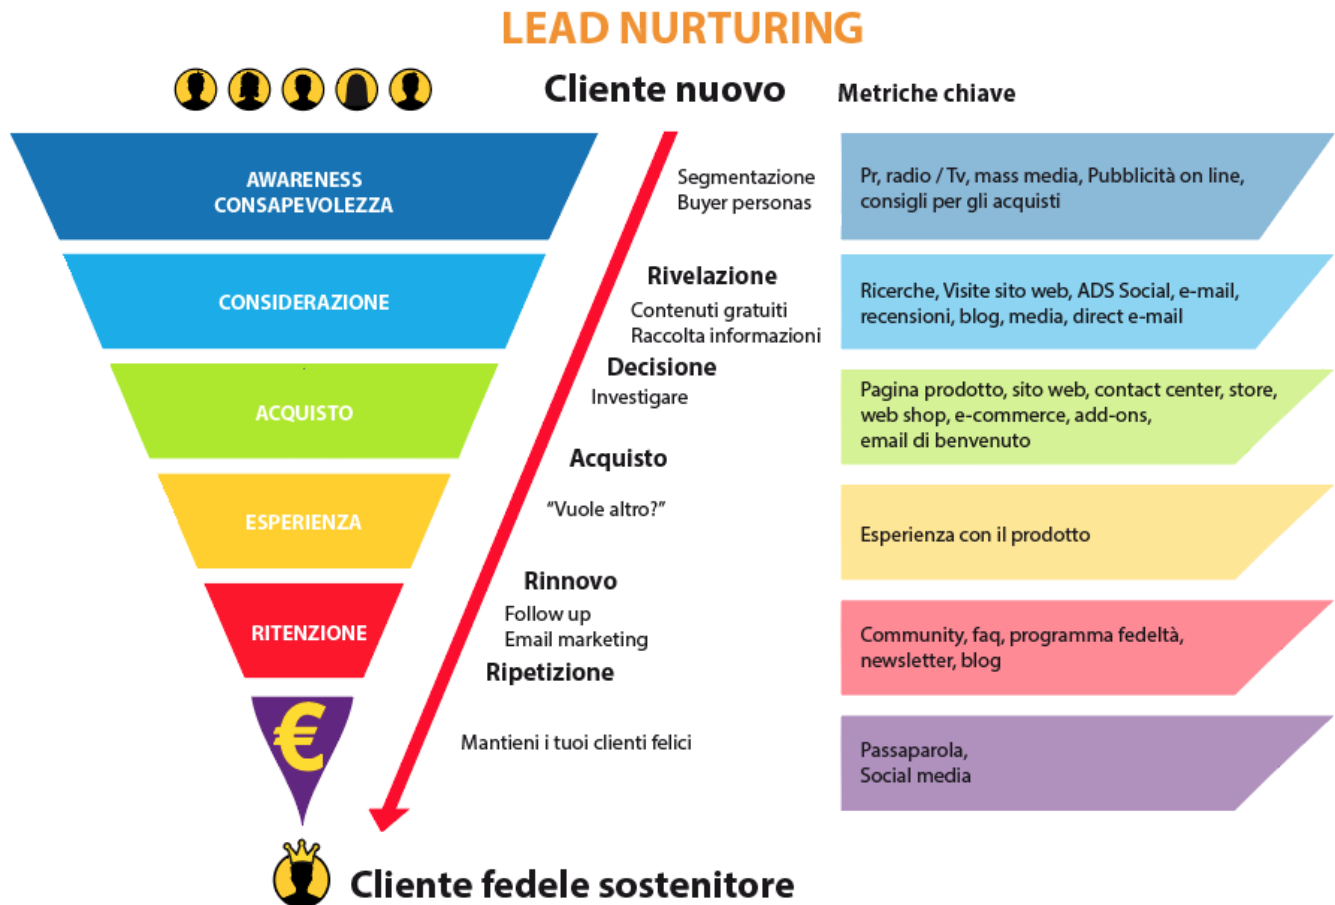 LEAD NURTURING
Cliente nuovo
Metriche chiave
AWARENESS
CONSAPEVOLEZZA
Segmentazione
Buyer personas
Pr, radio / Tv, mass media, Pubblicità on line,
consigli per gli acquisti
CONSIDERAZIONE
Rivelazione
Contenuti gratuiti
Raccolta informazioni
Ricerche, Visite sito web, ADS Social, e-mail,
recensioni, blog, media, direct e-mail
ACQUISTO
Decisione
Investigare
Pagina prodotto, sito web, contact center, store,
web shop, e-commerce, add-ons,
email di benvenuto
Acquisto
ESPERIENZA
“Vuole altro?”
Esperienza con il prodotto
RITENZIONE
Rinnovo
Follow up
Email marketing
Community, faq, programma fedeltà,
newsletter, blog
Ripetizione
€
Mantieni i tuoi clienti felici
Passaparola,
Social media
Cliente fedele sostenitore